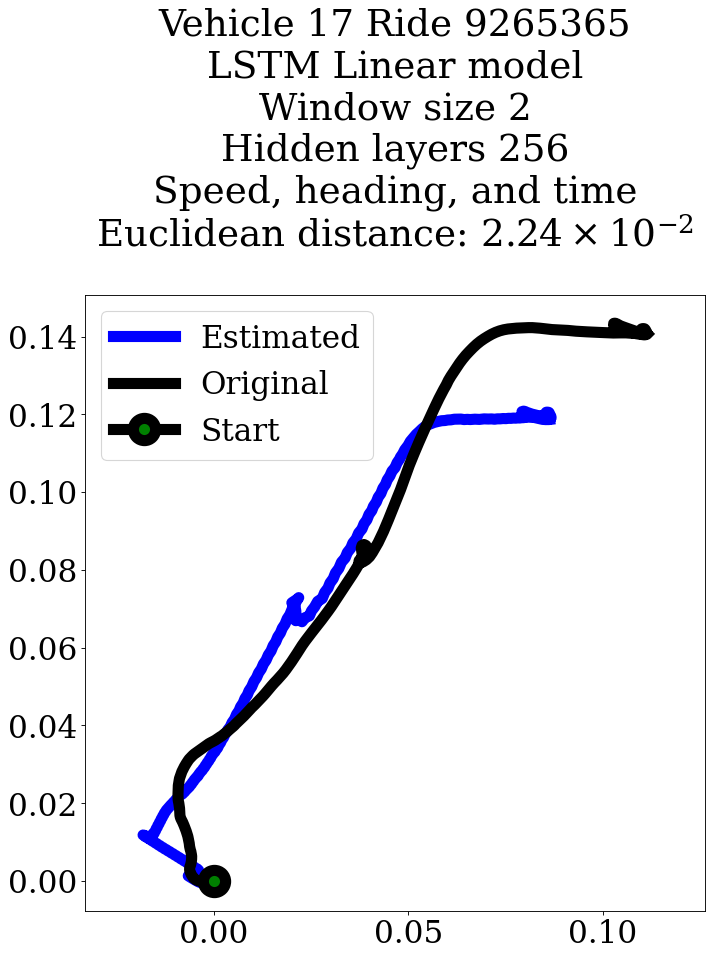 Vehicle 17 Ride 9265365
LSTM Linear model
Window size 2
Hidden layers 256
Speed, heading, and time
Euclidean distance: 2.24 × 10⁻²
Estimated
Original
Start
0.14
0.12
0.10
0.08
0.06
0.04
0.02
0.00
0.00 0.05 0.10